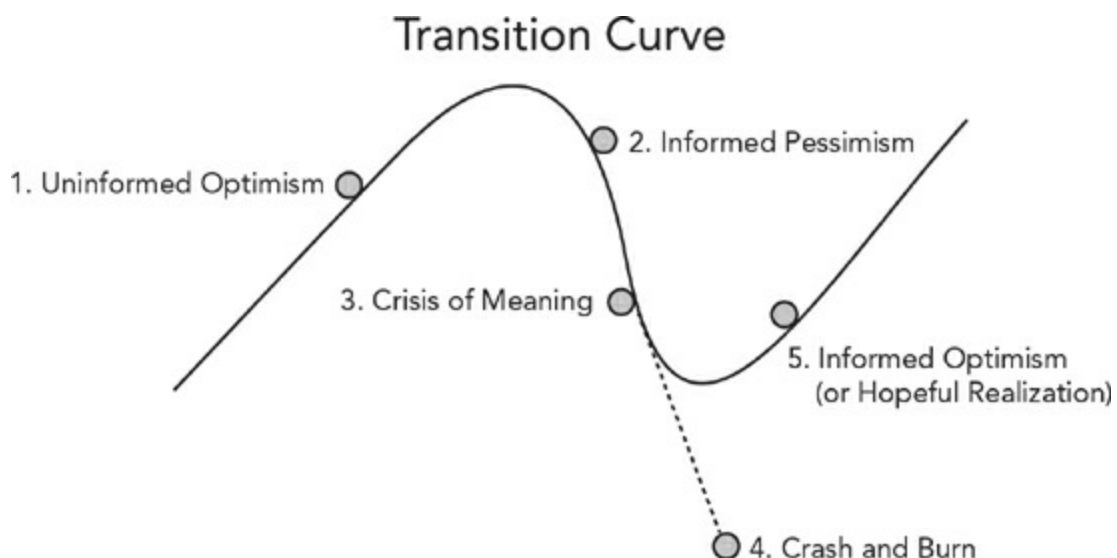 Transition Curve
1. Uninformed Optimism
2. Informed Pessimism
3. Crisis of Meaning
5. Informed Optimism
(or Hopeful Realization)
4. Crash and Burn